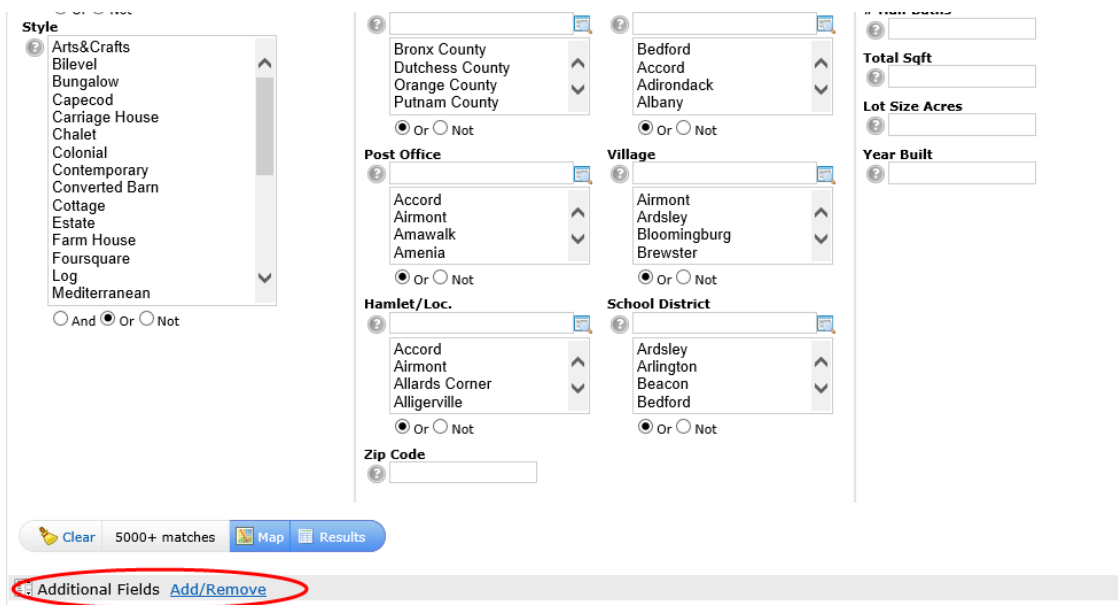 Style
Arts&Crafts
Bilevel
Bungalow
Capecod
Carriage House
Chalet
Colonial
Contemporary
Converted Barn
Cottage
Estate
Farm House
Foursquare
Log
Mediterranean
And Or Not
Bronx County
Dutchess County
Orange County
Putnam County
Or Not
Post Office
Accord
Airmont
Amawalk
Amenia
Or Not
Hamlet/Loc.
Accord
Airmont
Allards Corner
Alligerville
Or Not
Zip Code
Bedford
Accord
Adirondack
Albany
Or Not
Village
Airmont
Ardsley
Bloomingburg
Brewster
Or Not
School District
Ardsley
Arlington
Beacon
Bedford
Or Not
Total Sqft
Lot Size Acres
Year Built
Clear 5000+ matches Map Results
Additional Fields Add/Remove